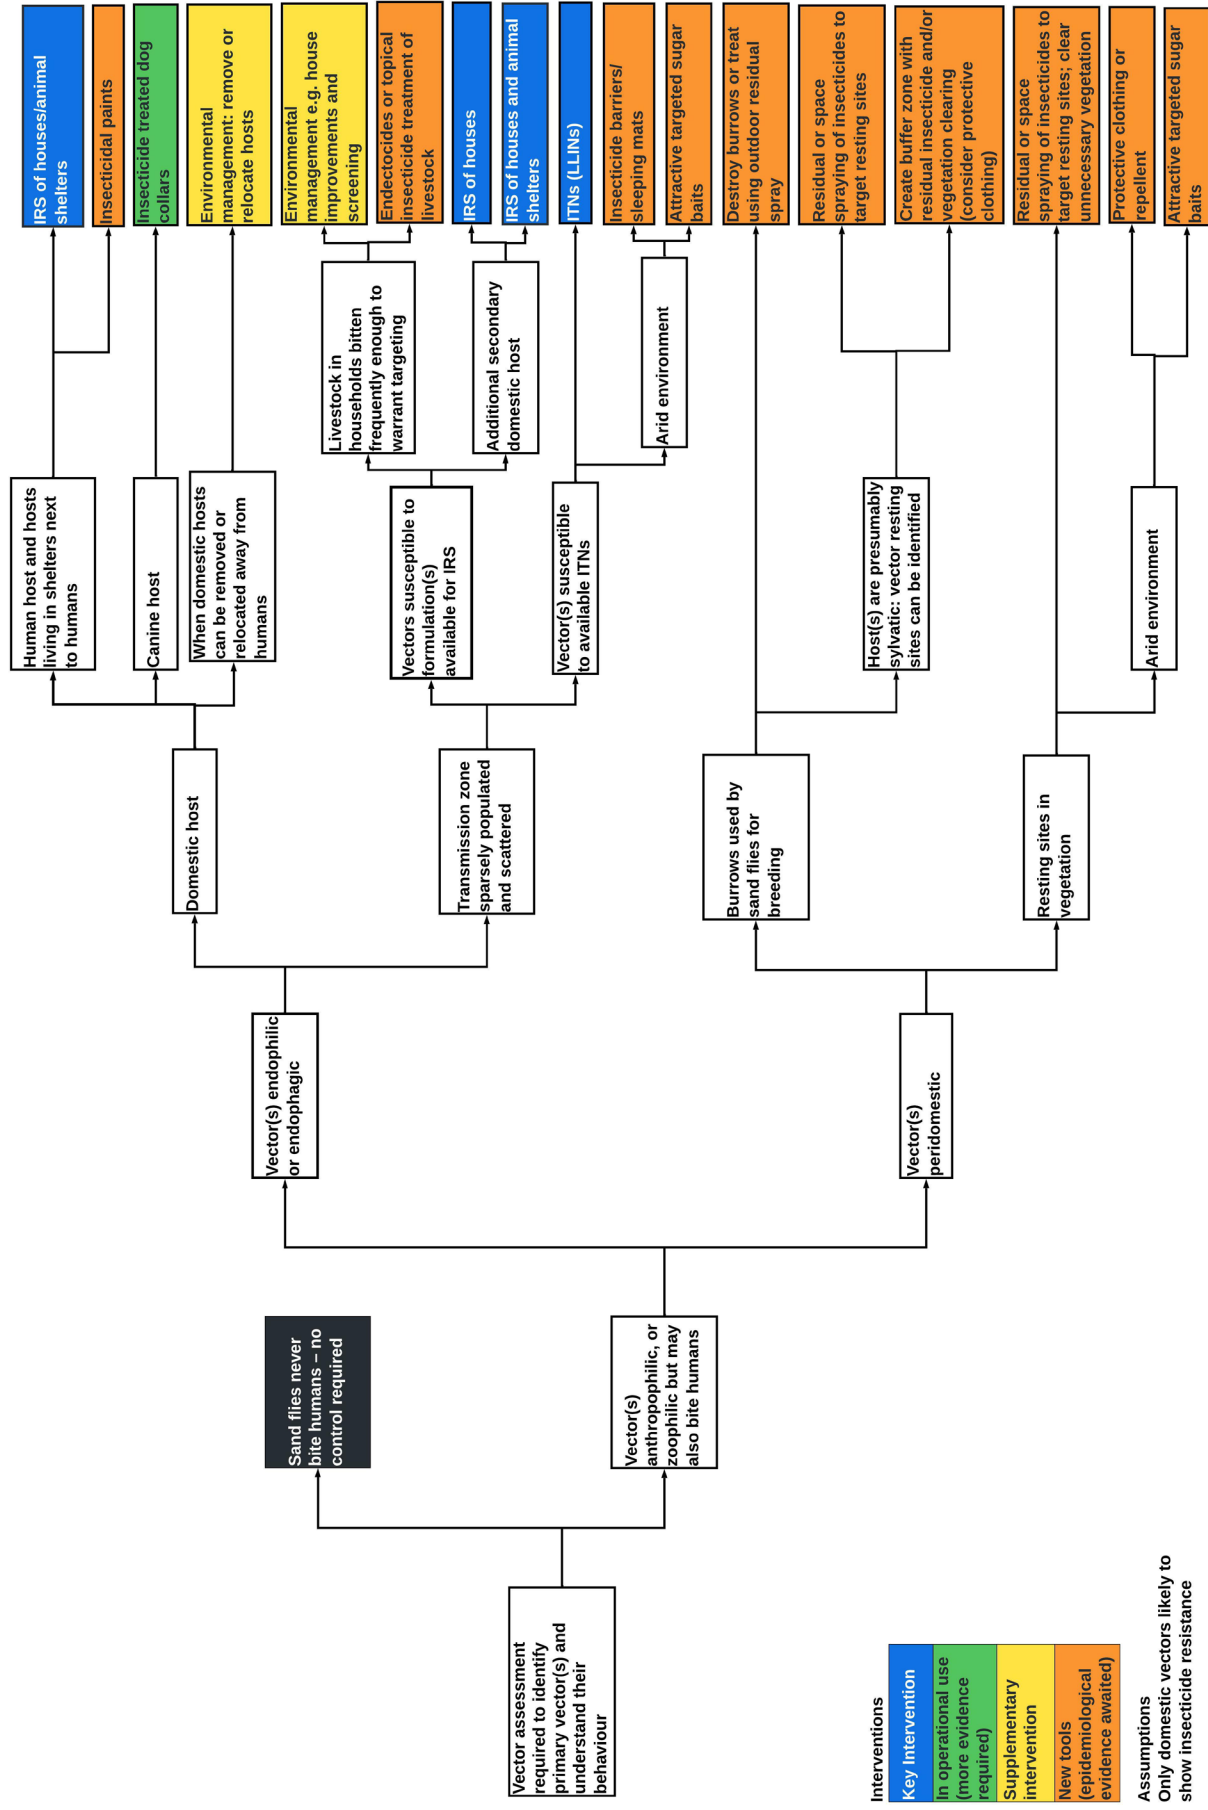 Vector assessment
required to identify
primary vector(s) and
understand their
behaviour
Sand flies never
bite humans – no
control required
Vector(s)
anthropophilic, or
zoophilic but may
also bite humans
Vector(s) endophilic
or endophagic
Vector(s)
peridomestic
Domestic host
Transmission zone
sparsely populated
and scattered
Burrows used by
sand flies for
breeding
Resting sites in
vegetation
Human host and hosts
living in shelters next
to humans
Canine host
When domestic hosts
can be removed or
relocated away from
humans
Vectors susceptible to
formulation(s)
available for IRS
Vector(s) susceptible
to available ITNs
Host(s) are presumably
sylvatic: vector resting
sites can be identified
Arid environment
Livestock in
households bitten
frequently enough to
warrant targeting
Additional secondary
domestic host
Arid environment
IRS of houses/animal
shelters
Insecticidal paints
Insecticide treated dog
collars
Environmental
management: remove or
relocate hosts
Environmental
management e.g. house
improvements and
screening
Endectocides or topical
insecticide treatment of
livestock
IRS of houses
IRS of houses and animal
shelters
ITNs (LLINs)
Insecticide barriers/
sleeping mats
Attractive targeted sugar
baits
Destroy burrows or treat
using outdoor residual
spray
Residual or space
spraying of insecticides to
target resting sites
Create buffer zone with
residual insecticide and/or
vegetation clearing
(consider protective
clothing)
Residual or space
spraying of insecticides to
target resting sites; clear
unnecessary vegetation
Protective clothing or
repellent
Attractive targeted sugar
baits
Interventions
Key Intervention
In operational use
(more evidence
required)
Supplementary
intervention
New tools
(epidemiological
evidence awaited)
Assumptions
Only domestic vectors likely to
show insecticide resistance